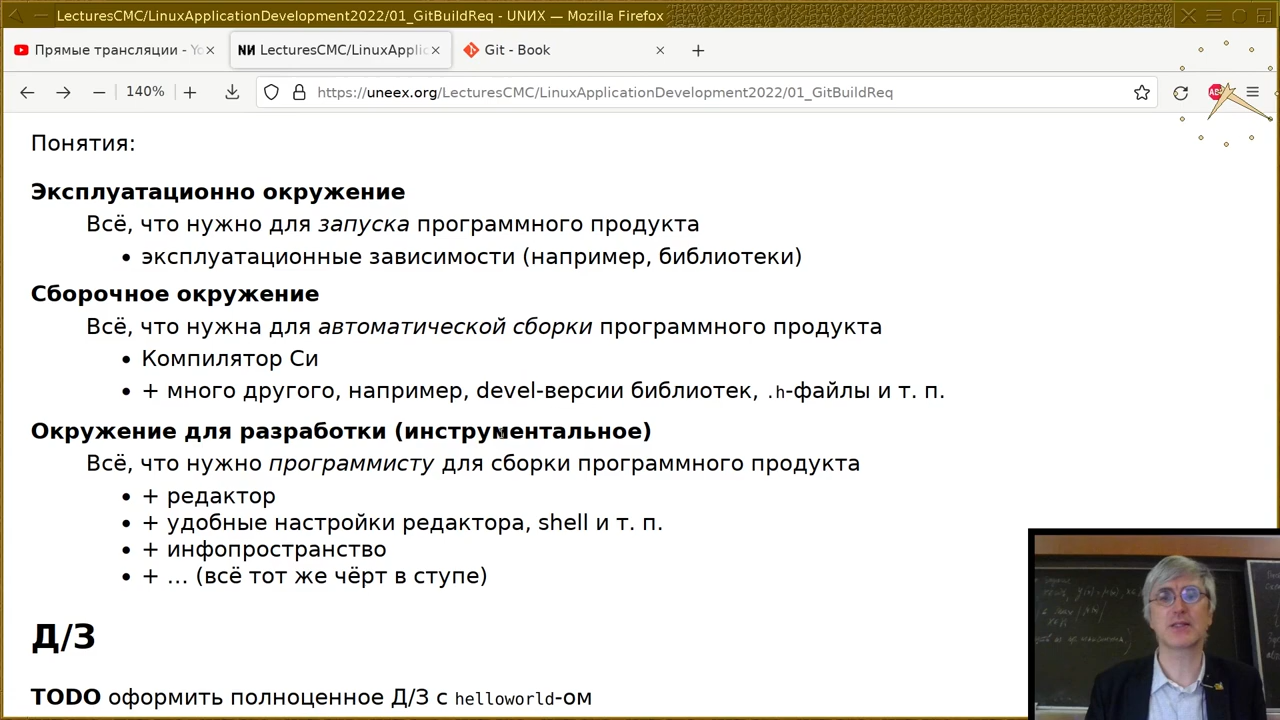 LecturesCMC/LinuxApplicationDevelopment2022/01_GitBuildReq - UNИX — Mozilla Firefox
Прямые трансляции - Yo
NИ LecturesCMC/LinuxApplic
Git - Book
140%
https://uneex.org/LecturesCMC/LinuxApplicationDevelopment2022/01_GitBuildReq
Понятия:
Эксплуатационно окружение
Всё, что нужно для запуска программного продукта
• эксплуатационные зависимости (например, библиотеки)
Сборочное окружение
Всё, что нужна для автоматической сборки программного продукта
• Компилятор Си
• + много другого, например, devel-версии библиотек, .h-файлы и т. п.
Окружение для разработки (инструментальное)
Всё, что нужно программисту для сборки программного продукта
• + редактор
• + удобные настройки редактора, shell и т. п.
• + инфопространство
• + … (всё тот же чёрт в ступе)
Д/З
TODO оформить полноценное Д/З с helloworld-ом